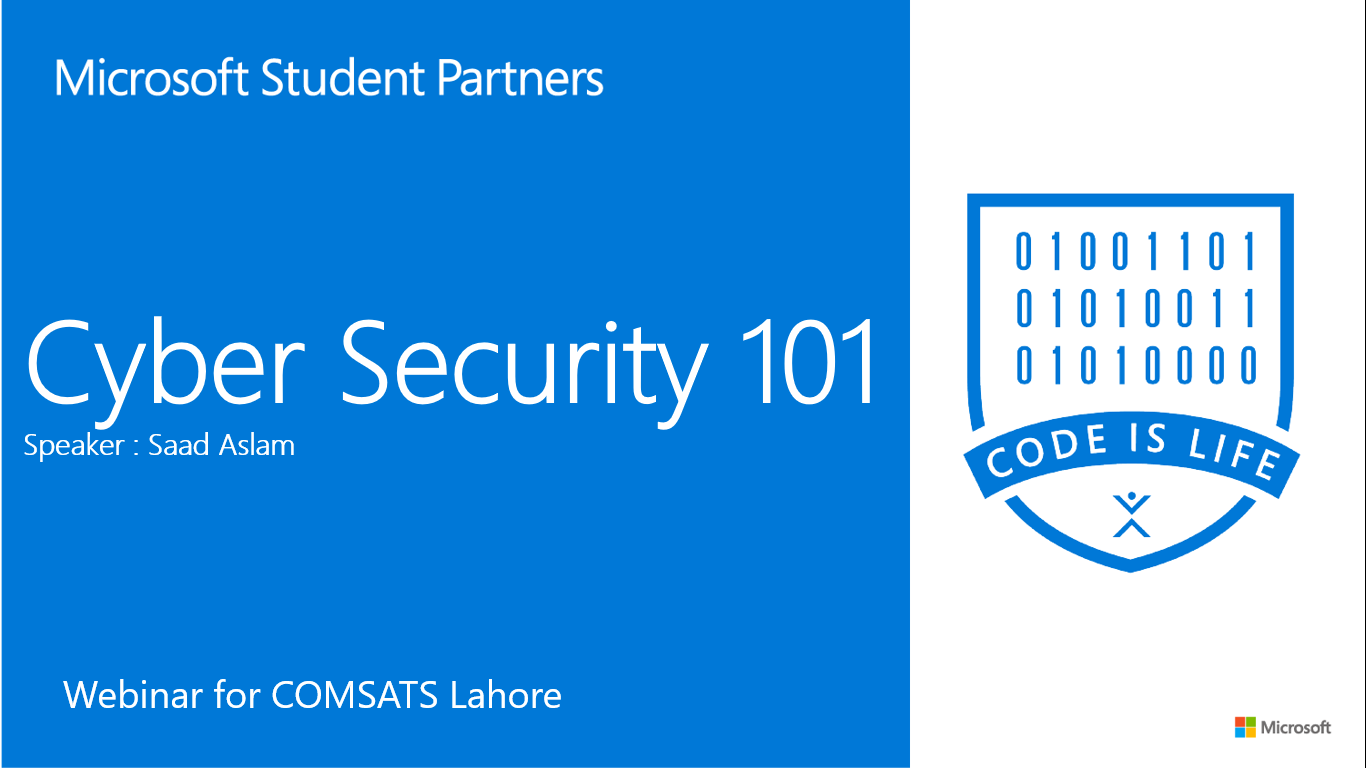 Microsoft Student Partners
Cyber Security 101
Speaker : Saad Aslam
Webinar for COMSATS Lahore
01001101
01010011
01010000
CODE IS LIFE
Microsoft